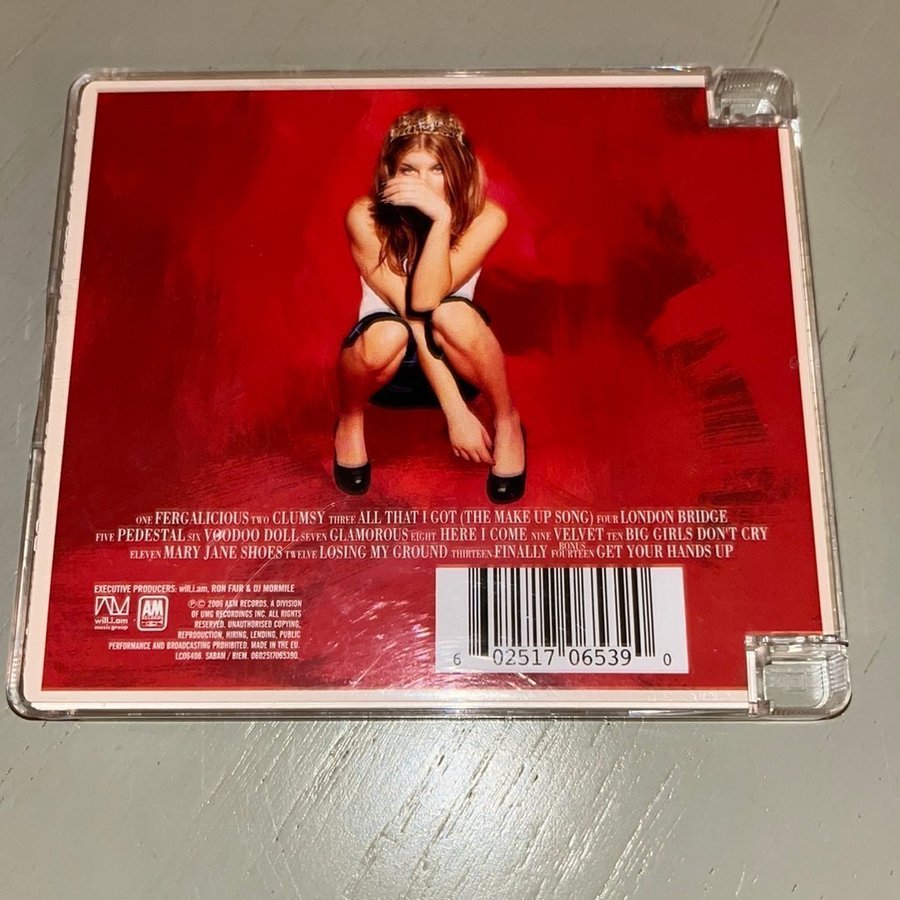 ONE FERGALICIOUS TWO CLUMSY THREE ALL THAT I GOT (THE MAKE UP SONG) FOUR LONDON BRIDGE
FIVE PEDESTAL SIX VOODOO DOLL SEVEN GLAMOROUS EIGHT HERE I COME NINE VELVET TEN BIG GIRLS DON'T CRY
ELEVEN MARY JANE SHOES TWELVE LOSING MY GROUND THIRTEEN FINALLY BONUS FOURTEEN GET YOUR HANDS UP
EXECUTIVE PRODUCERS: will.i.am, RON FAIR & DJ MORMILE
will.i.am
music group
A&M
RECORDS
℗© 2006 A&M RECORDS, A DIVISION
OF UMG RECORDINGS INC. ALL RIGHTS
RESERVED. UNAUTHORISED COPYING,
REPRODUCTION, HIRING, LENDING, PUBLIC
PERFORMANCE AND BROADCASTING PROHIBITED. MADE IN THE EU.
LC06406. SABAM / BIEM. 0602517065390.
6 02517 06539 0